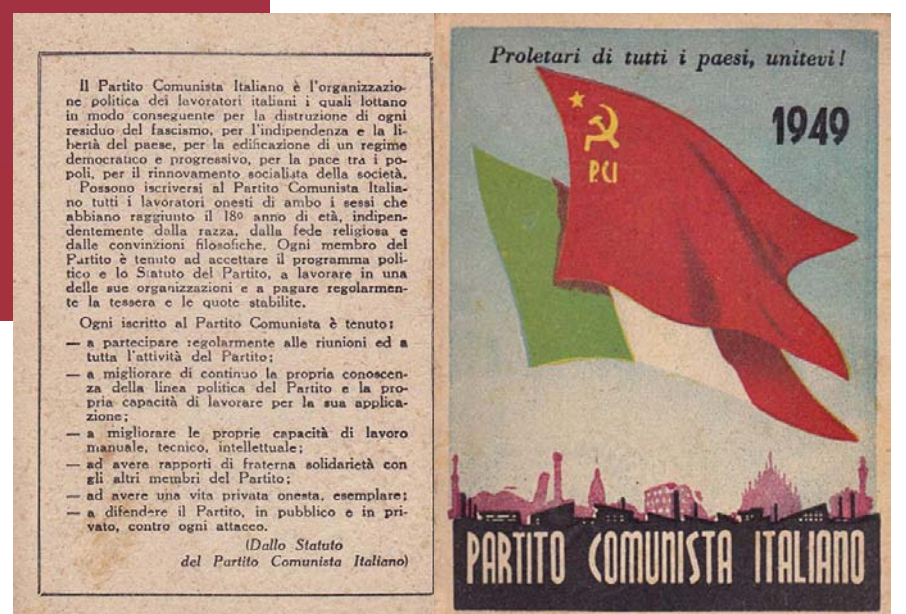 Il Partito Comunista Italiano è l'organizzazio-
ne politica dei lavoratori italiani i quali lottano
in modo conseguente per la distruzione di ogni
residuo del fascismo, per l'indipendenza e la li-
bertà del paese, per la edificazione di un regime
democratico e progressivo, per la pace tra i po-
poli, per il rinnovamento socialista della società.
Possono iscriversi al Partito Comunista Italia-
no tutti i lavoratori onesti di ambo i sessi che
abbiano raggiunto il 18º anno di età, indipen-
dentemente dalla razza, dalla fede religiosa e
dalle convinzioni filosofiche. Ogni membro del
Partito è tenuto ad accettare il programma poli-
tico e lo Statuto del Partito, a lavorare in una
delle sue organizzazioni e a pagare regolarmen-
te la tessera e le quote stabilite.
Ogni iscritto al Partito Comunista è tenuto:
— a partecipare regolarmente alle riunioni ed a
tutta l'attività del Partito;
— a migliorare di continuo la propria conoscen-
za della linea politica del Partito e la pro-
pria capacità di lavorare per la sua applica-
zione;
— a migliorare le proprie capacità di lavoro
manuale, tecnico, intellettuale;
— ad avere rapporti di fraterna solidarietà con
gli altri membri del Partito;
— ad avere una vita privata onesta, esemplare;
— a difendere il Partito, in pubblico e in pri-
vato, contro ogni attacco.
(Dallo Statuto
del Partito Comunista Italiano)
Proletari di tutti i paesi, unitevi!
1949
P.C.I
PARTITO COMUNISTA ITALIANO